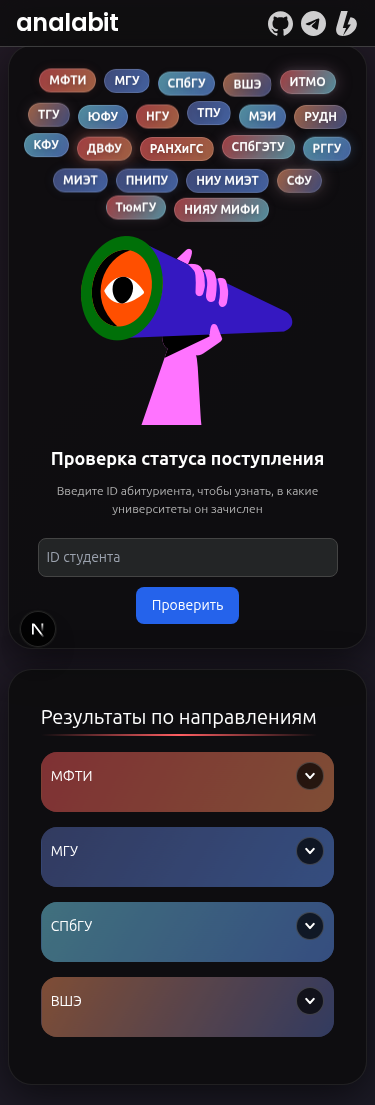 analabit
МФТИ МГУ СПбГУ ВШЭ ИТМО
ТГУ ЮФУ НГУ ТПУ МЭИ РУДН
КФУ ДВФУ РАНХиГС СПбГЭТУ РГГУ
МИЭТ ПНИПУ НИУ МИЭТ СФУ
ТюмГУ НИЯУ МИФИ
Проверка статуса поступления
Введите ID абитуриента, чтобы узнать, в какие
университеты он зачислен
ID студента
Проверить
N
Результаты по направлениям
МФТИ
МГУ
СПбГУ
ВШЭ